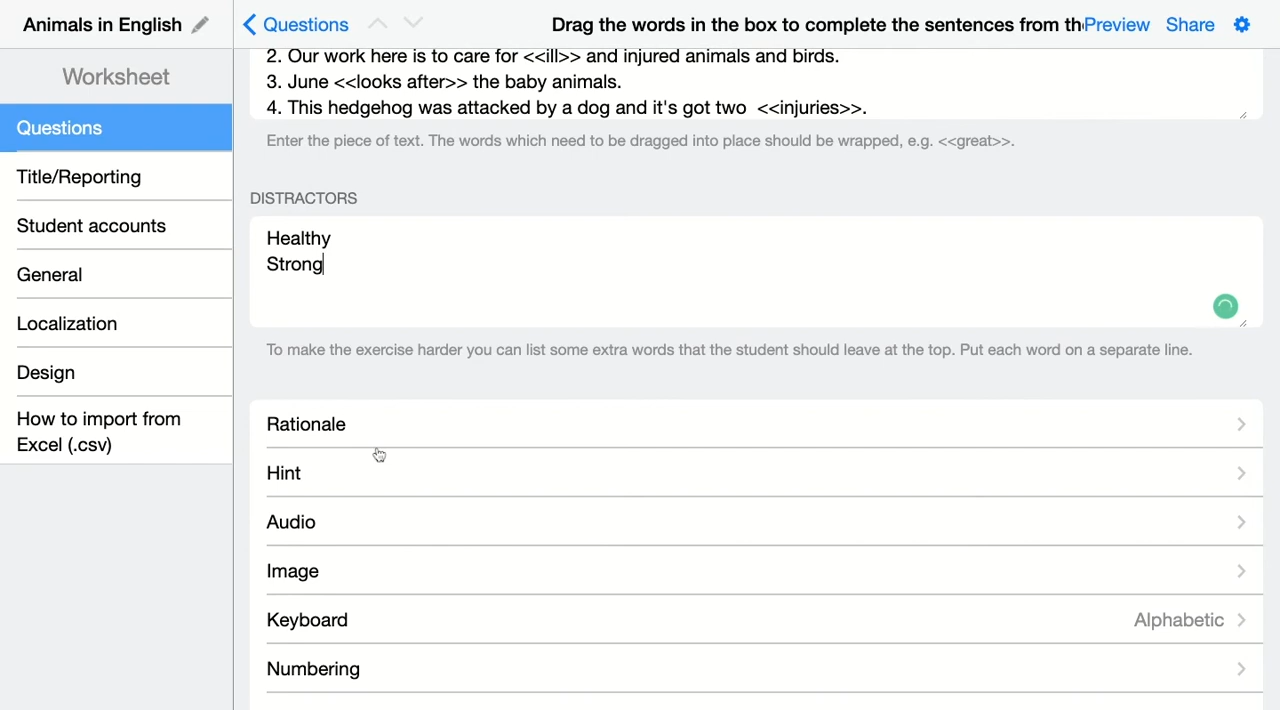 Animals in English
Questions
Drag the words in the box to complete the sentences from th
Preview
Share
Worksheet
Questions
Title/Reporting
Student accounts
General
Localization
Design
How to import from
Excel (.csv)
2. Our work here is to care for <<ill>> and injured animals and birds.
3. June <<looks after>> the baby animals.
4. This hedgehog was attacked by a dog and it's got two <<injuries>>.
Enter the piece of text. The words which need to be dragged into place should be wrapped, e.g. <<great>>.
DISTRACTORS
Healthy
Strong
To make the exercise harder you can list some extra words that the student should leave at the top. Put each word on a separate line.
Rationale
Hint
Audio
Image
Keyboard Alphabetic
Numbering